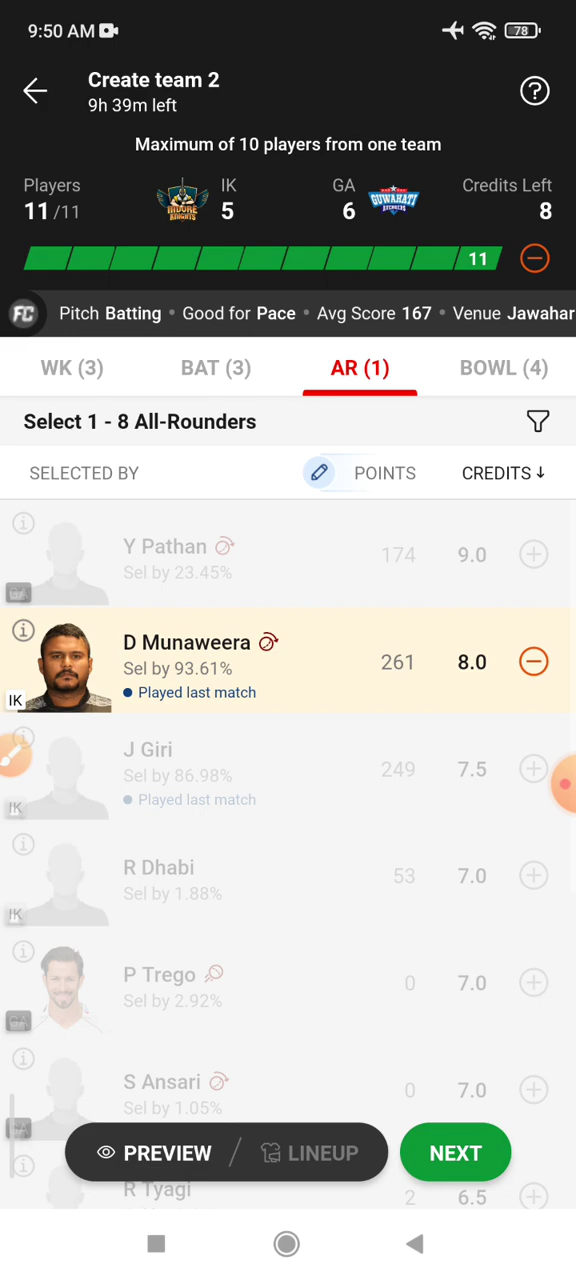 9:50 AM
78
Create team 2
9h 39m left
Maximum of 10 players from one team
Players
11/11
IK
5
GA
6
Credits Left
8
11
FC Pitch Batting • Good for Pace • Avg Score 167 • Venue Jawahar
WK (3) BAT (3) AR (1) BOWL (4)
Select 1 - 8 All-Rounders
SELECTED BY POINTS CREDITS↓
Y Pathan 174 9.0
Sel by 23.45%
GA
D Munaweera 261 8.0
Sel by 93.61%
IK • Played last match
J Giri 249 7.5
Sel by 86.98%
IK • Played last match
R Dhabi 53 7.0
Sel by 1.88%
IK
P Trego 0 7.0
Sel by 2.92%
GA
S Ansari 0 7.0
Sel by 1.05%
PREVIEW / LINEUP NEXT
R Tyagi 2 6.5